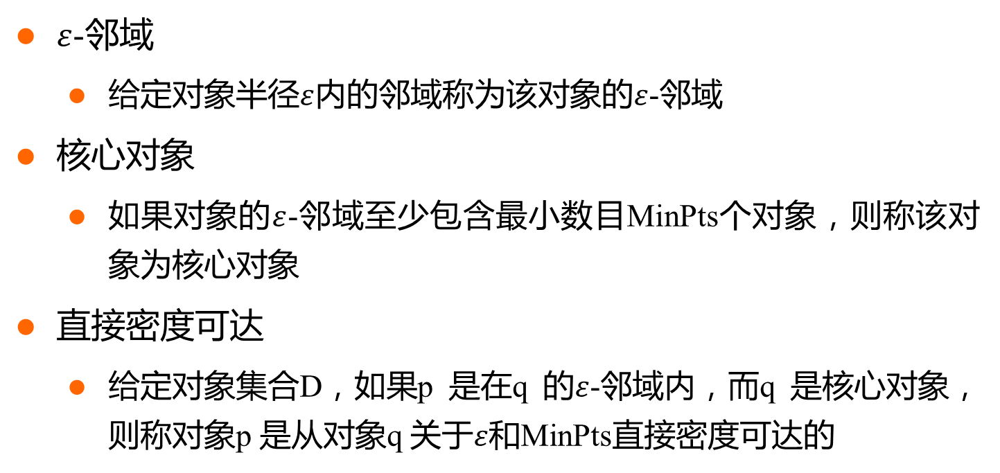 ● ε-邻域
● 给定对象半径ε内的邻域称为该对象的ε-邻域
● 核心对象
● 如果对象的ε-邻域至少包含最小数目MinPts个对象，则称该对
象为核心对象
● 直接密度可达
● 给定对象集合D，如果p 是在q 的ε-邻域内，而q 是核心对象，
则称对象p 是从对象q 关于ε和MinPts直接密度可达的